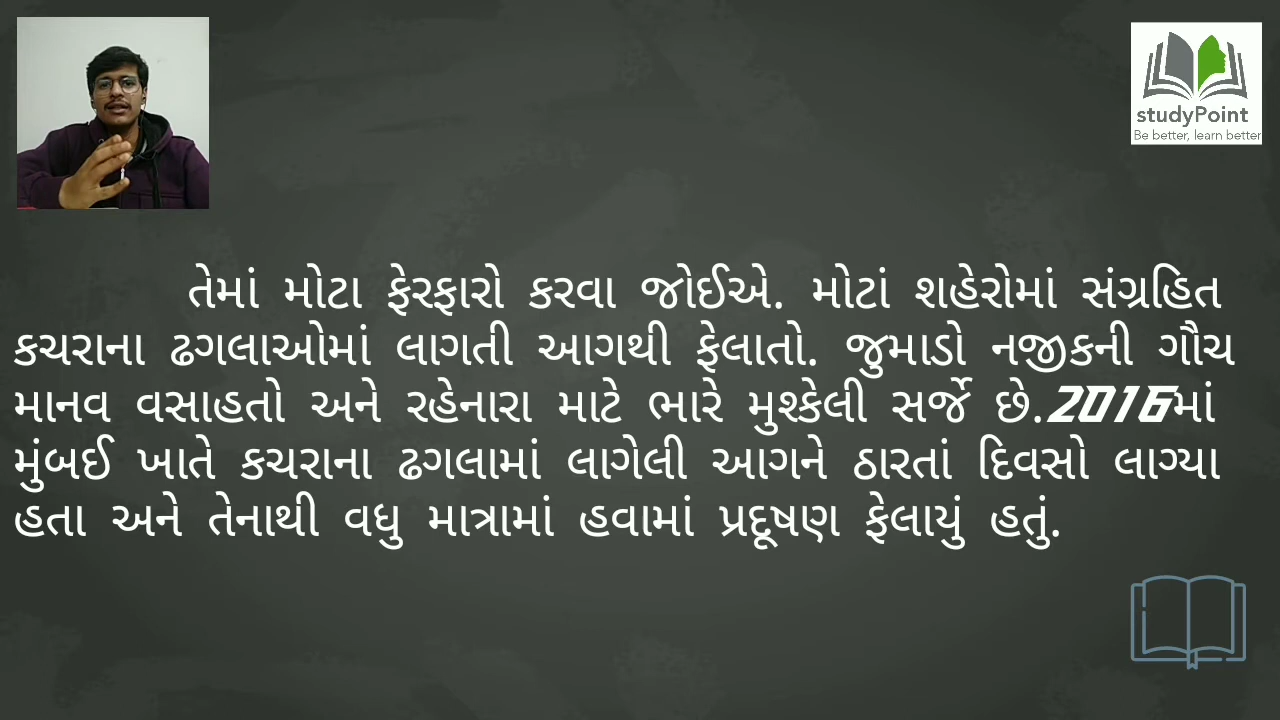 studyPoint
Be better, learn better
તેમાં મોટા ફેરફારો કરવા જોઈએ. મોટાં શહેરોમાં સંગ્રહિત
કચરાના ઢગલાઓમાં લાગતી આગથી ફેલાતો. જુમાડો નજીકની ગૌચ
માનવ વસાહતો અને રહેનારા માટે ભારે મુશ્કેલી સર્જે છે.2016માં
મુંબઈ ખાતે કચરાના ઢગલામાં લાગેલી આગને ઠારતાં દિવસો લાગ્યા
હતા અને તેનાથી વધુ માત્રામાં હવામાં પ્રદૂષણ ફેલાયું હતું.